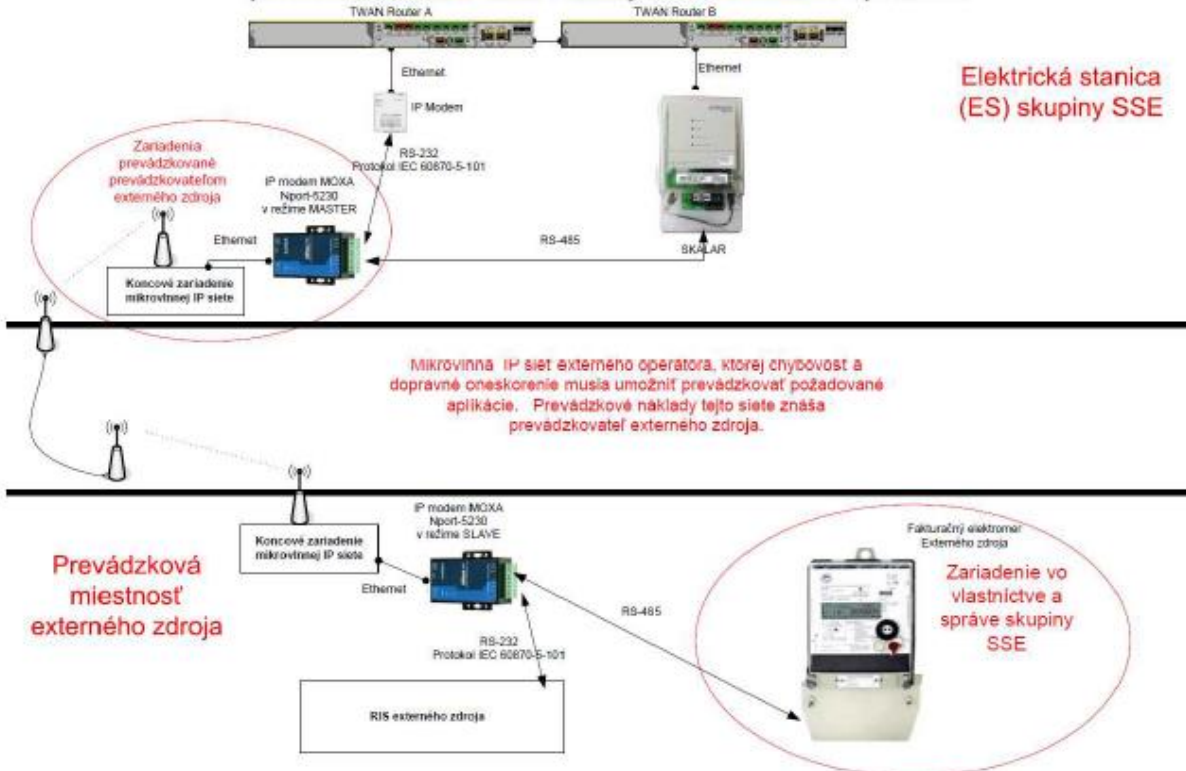 TWAN Router A
TWAN Router B
Ethernet
Ethernet
Elektrická stanica
(ES) skupiny SSE
IP Modem
Zariadenia
prevádzkované
prevádzkovateľom
externého zdroja
RS-232
Protokol IEC 60870-5-101
IP modem MOXA
Nport-5230
v režime MASTER
Ethernet
RS-485
SKALAR
Koncové zariadenie
mikrovlnnej IP siete
Mikrovlnná IP sieť externého operátora, ktorej chybovosť a
dopravné oneskorenie musia umožniť prevádzkovať požadované
aplikácie. Prevádzkové náklady tejto siete znáša
prevádzkovateľ externého zdroja.
IP modem MOXA
Nport-5230
v režime SLAVE
Koncové zariadenie
mikrovlnnej IP siete
Fakturačný elektromer
Externého zdroja
Prevádzková
miestnosť
externého zdroja
Ethernet
Zariadenie vo
vlastníctve a
správe skupiny
SSE
RS-485
RS-232
Protokol IEC 60870-5-101
RIS externého zdroja